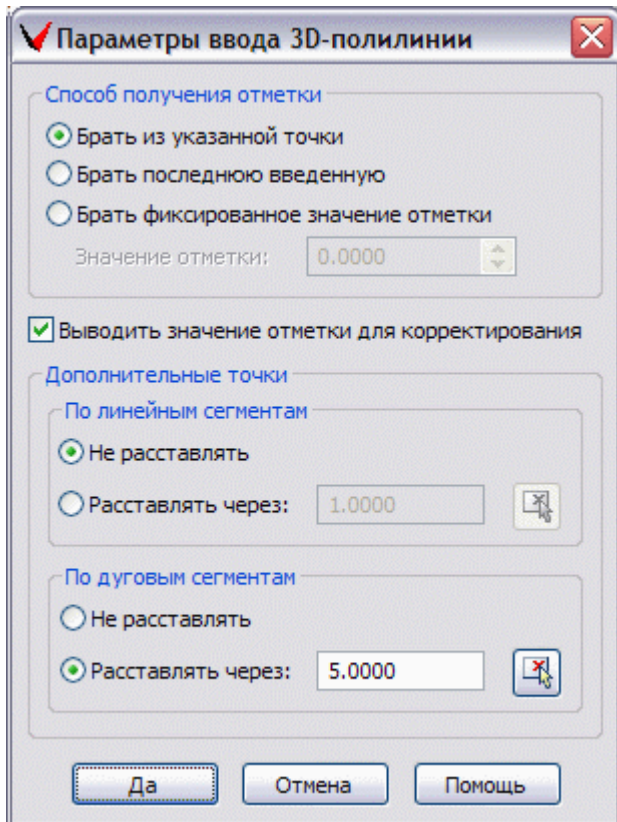 Параметры ввода 3D-полилинии
Способ получения отметки
Брать из указанной точки
Брать последнюю введенную
Брать фиксированное значение отметки
Значение отметки: 0.0000
Выводить значение отметки для корректирования
Дополнительные точки
По линейным сегментам
Не расставлять
Расставлять через: 1.0000
По дуговым сегментам
Не расставлять
Расставлять через: 5.0000
Да Отмена Помощь